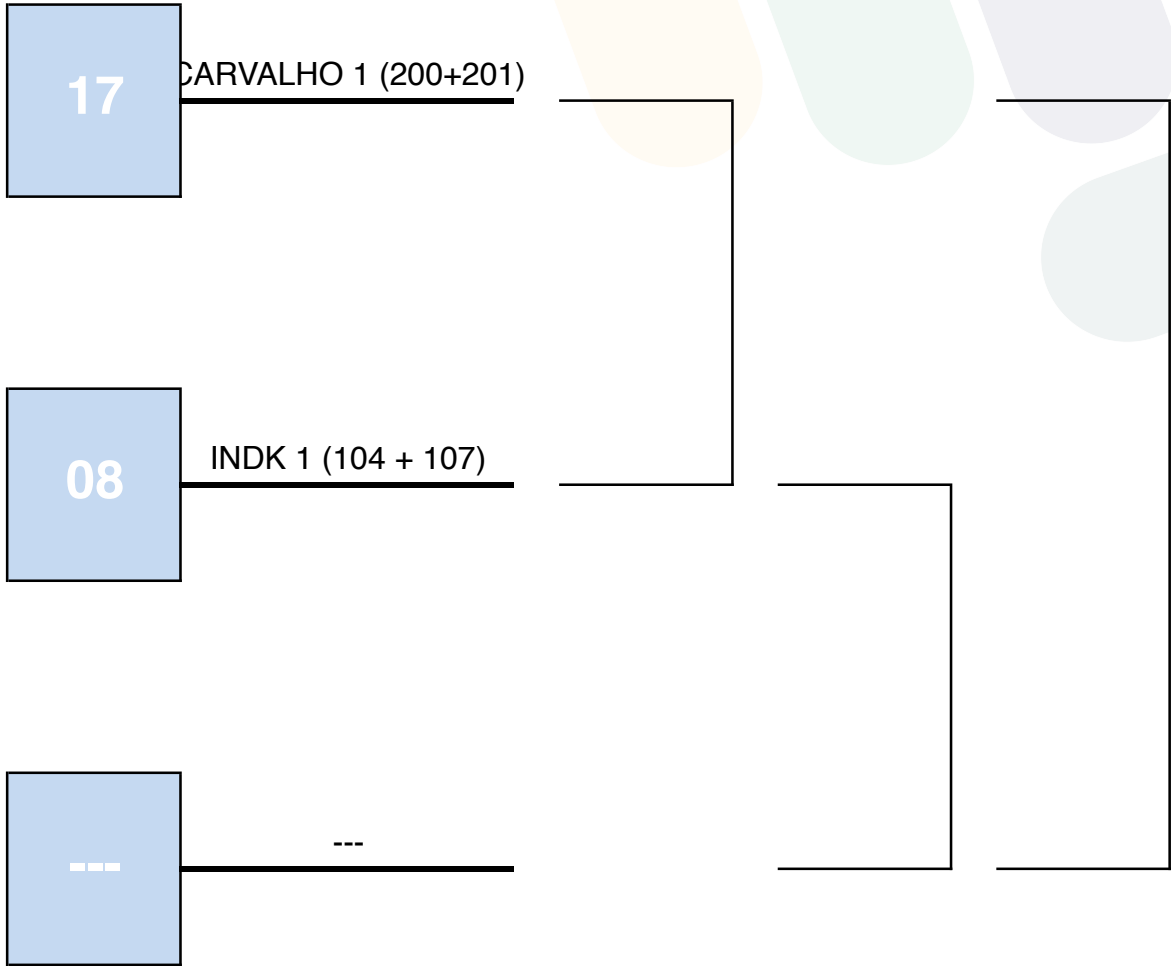 17
CARVALHO 1 (200+201)
08
INDK 1 (104 + 107)
---
---